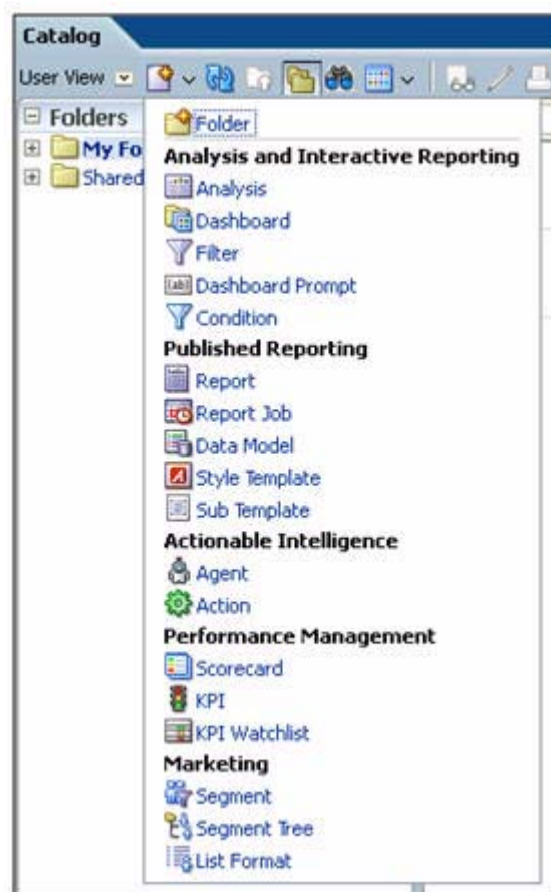 Catalog
User View
Folders
My Fo
Shared
Folder
Analysis and Interactive Reporting
Analysis
Dashboard
Filter
Dashboard Prompt
Condition
Published Reporting
Report
Report Job
Data Model
Style Template
Sub Template
Actionable Intelligence
Agent
Action
Performance Management
Scorecard
KPI
KPI Watchlist
Marketing
Segment
Segment Tree
List Format